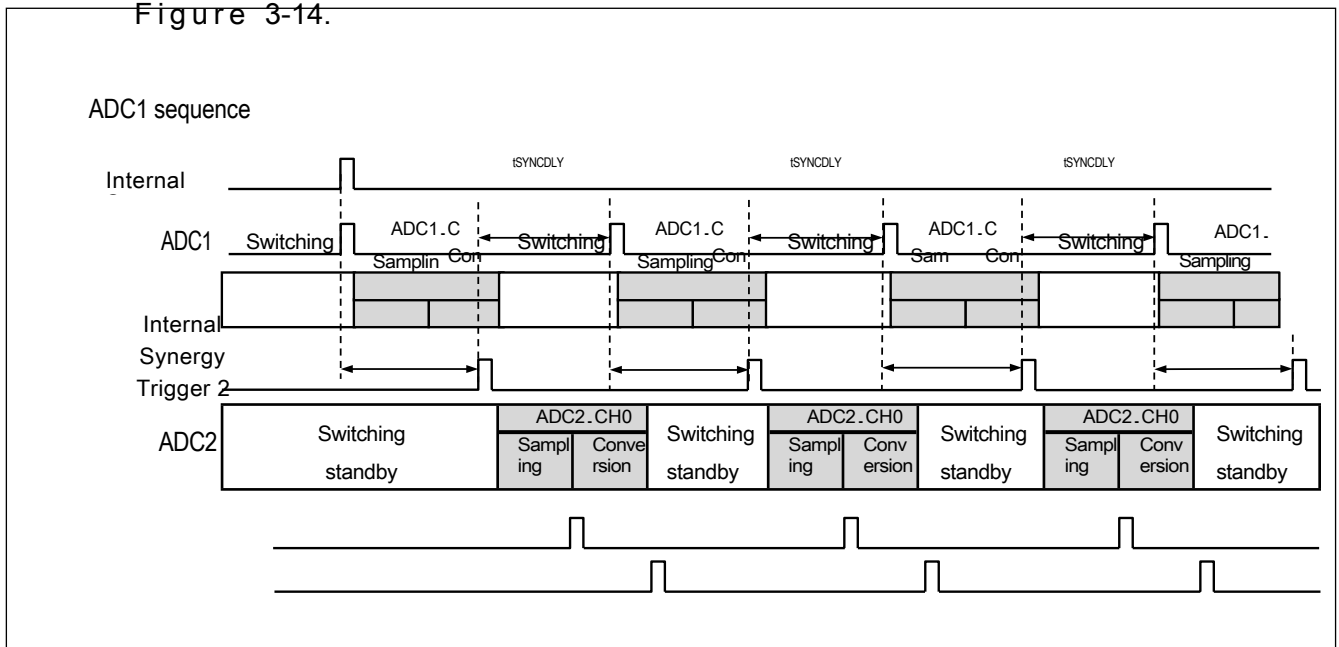 Figure 3-14.
ADC1 sequence
tSYNCDLY tSYNCDLY tSYNCDLY
Internal
ADC1 Switching ADC1.C Switching ADC1.C Switching ADC1.C Switching ADC1.
Samplin Con Sampling Con Sam Con Sampling
Internal
Synergy
Trigger 2
ADC2
Switching
standby
ADC2.CH0
Sampl
ing
Conve
rsion
Switching
standby
ADC2.CH0
Sampl
ing
Conv
ersion
Switching
standby
ADC2.CH0
Sampl
ing
Conv
ersion
Switching
standby